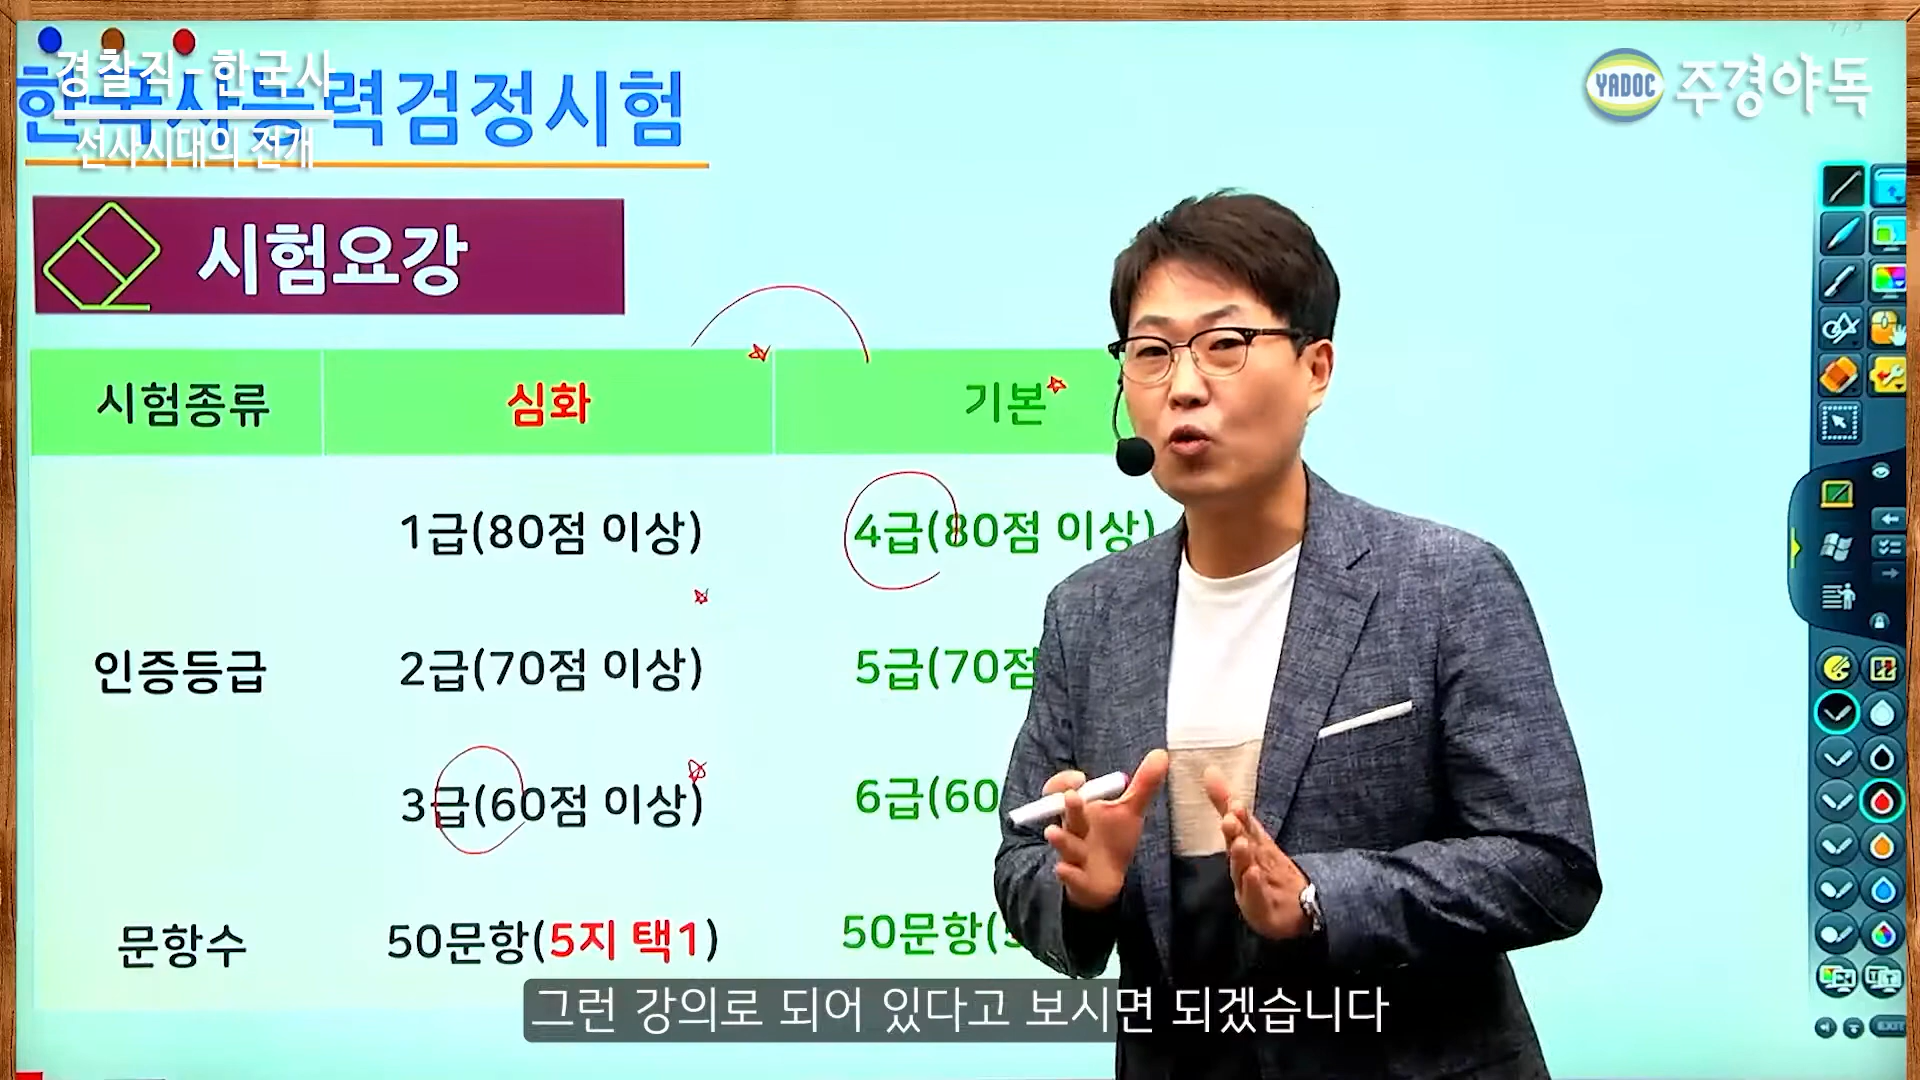 경찰직 - 한국사
선사시대의 전개
한국사능력검정시험
YADOC 주경야독
시험요강
시험종류 심화 기본
인증등급
1급(80점 이상) 4급(80점 이상)
2급(70점 이상) 5급(70점
3급(60점 이상) 6급(60
문항수 50문항(5지 택1) 50문항(
그런 강의로 되어 있다고 보시면 되겠습니다
EXIT